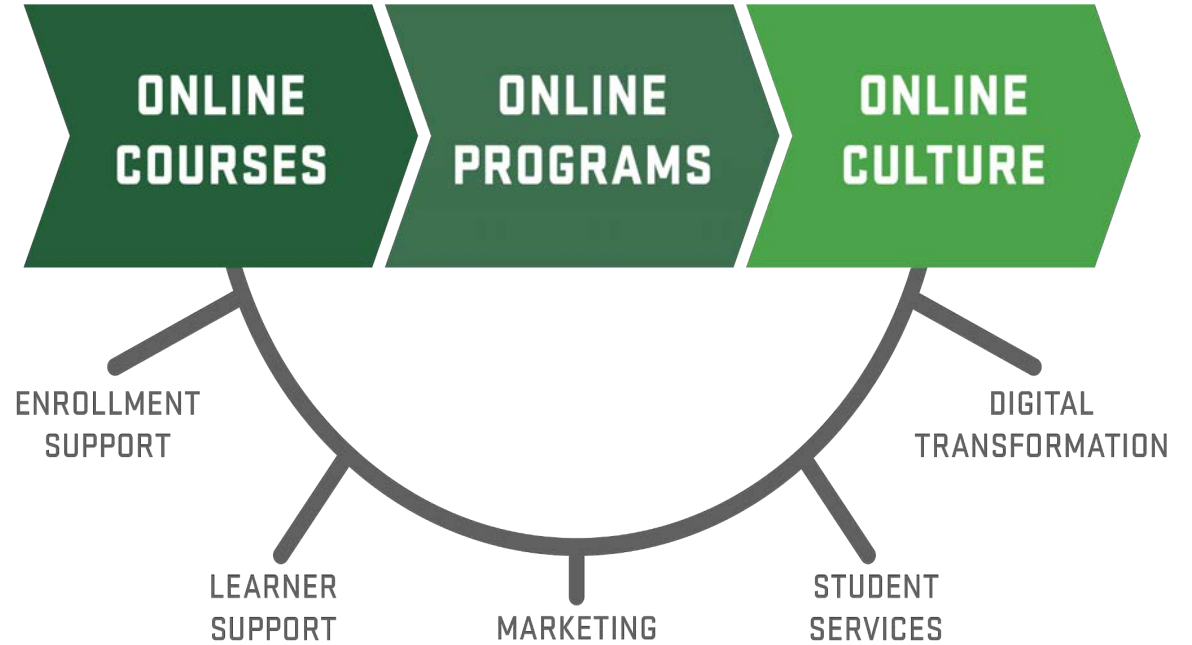 ONLINE
COURSES
ONLINE
PROGRAMS
ONLINE
CULTURE
ENROLLMENT
SUPPORT
LEARNER
SUPPORT
MARKETING
STUDENT
SERVICES
DIGITAL
TRANSFORMATION